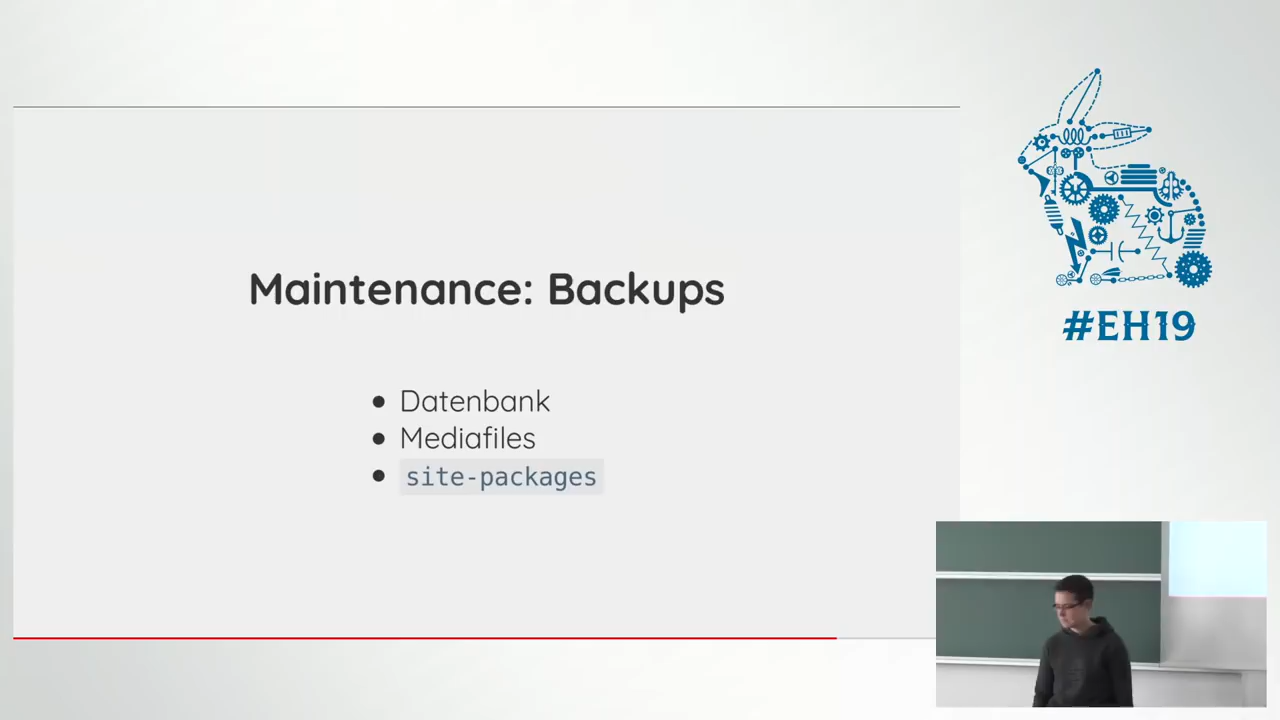 Maintenance: Backups
Datenbank
Mediafiles
site-packages
#EH19